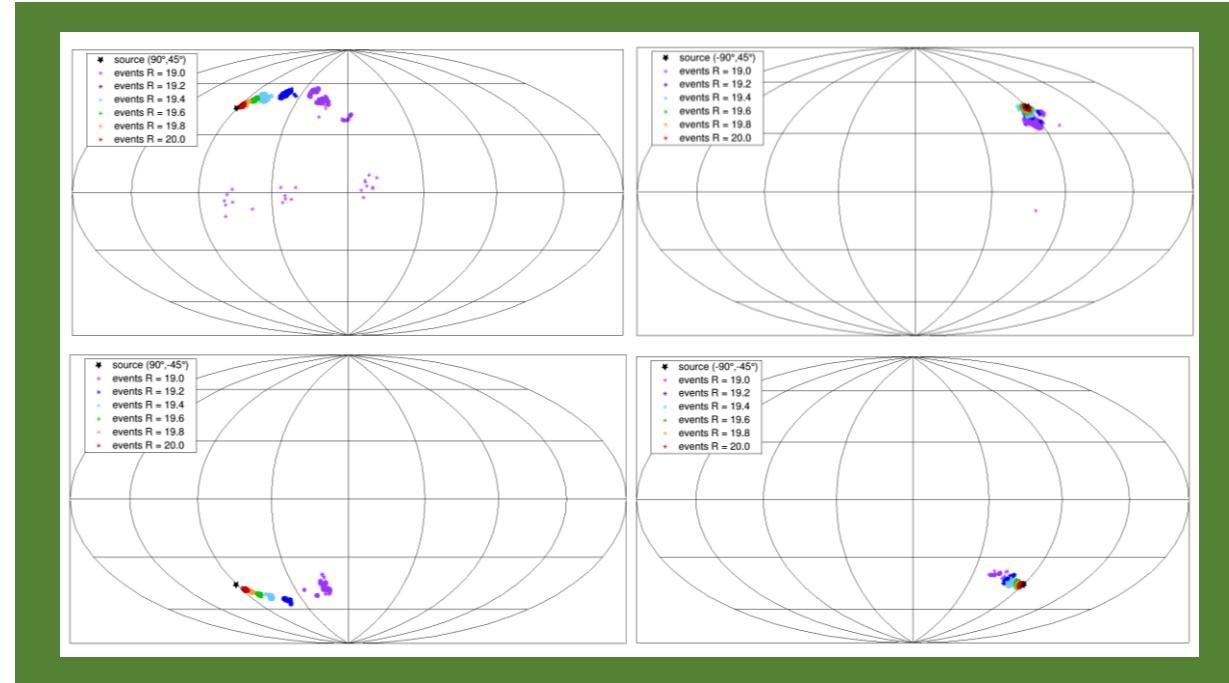 source (90°,45°)
events R = 19.0
events R = 19.2
events R = 19.4
events R = 19.6
events R = 19.8
events R = 20.0
source (-90°,45°)
events R = 19.0
events R = 19.2
events R = 19.4
events R = 19.6
events R = 19.8
events R = 20.0
source (90°,-45°)
events R = 19.0
events R = 19.2
events R = 19.4
events R = 19.6
events R = 19.8
events R = 20.0
source (-90°,-45°)
events R = 19.0
events R = 19.2
events R = 19.4
events R = 19.6
events R = 19.8
events R = 20.0